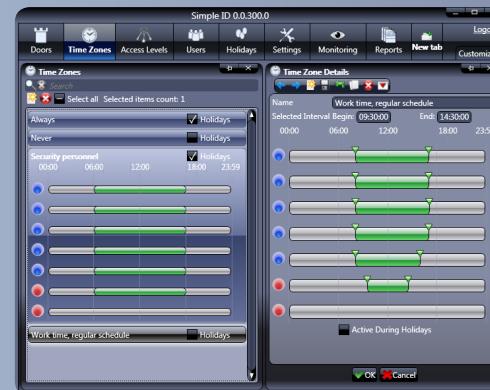 Simple ID 0.0.300.0
Logo
Doors Time Zones Access Levels Users Holidays Settings Monitoring Reports New tab Customiz
Time Zones
Search
Select all Selected items count: 1
Always Holidays
Never Holidays
Security personnel Holidays
00:00 06:00 12:00 18:00 23:59
Work time, regular schedule Holidays
Time Zone Details
Name Work time, regular schedule
Selected Interval Begin: 09:30:00 End: 14:30:00
00:00 06:00 12:00 18:00 23:5
Active During Holidays
OK Cancel